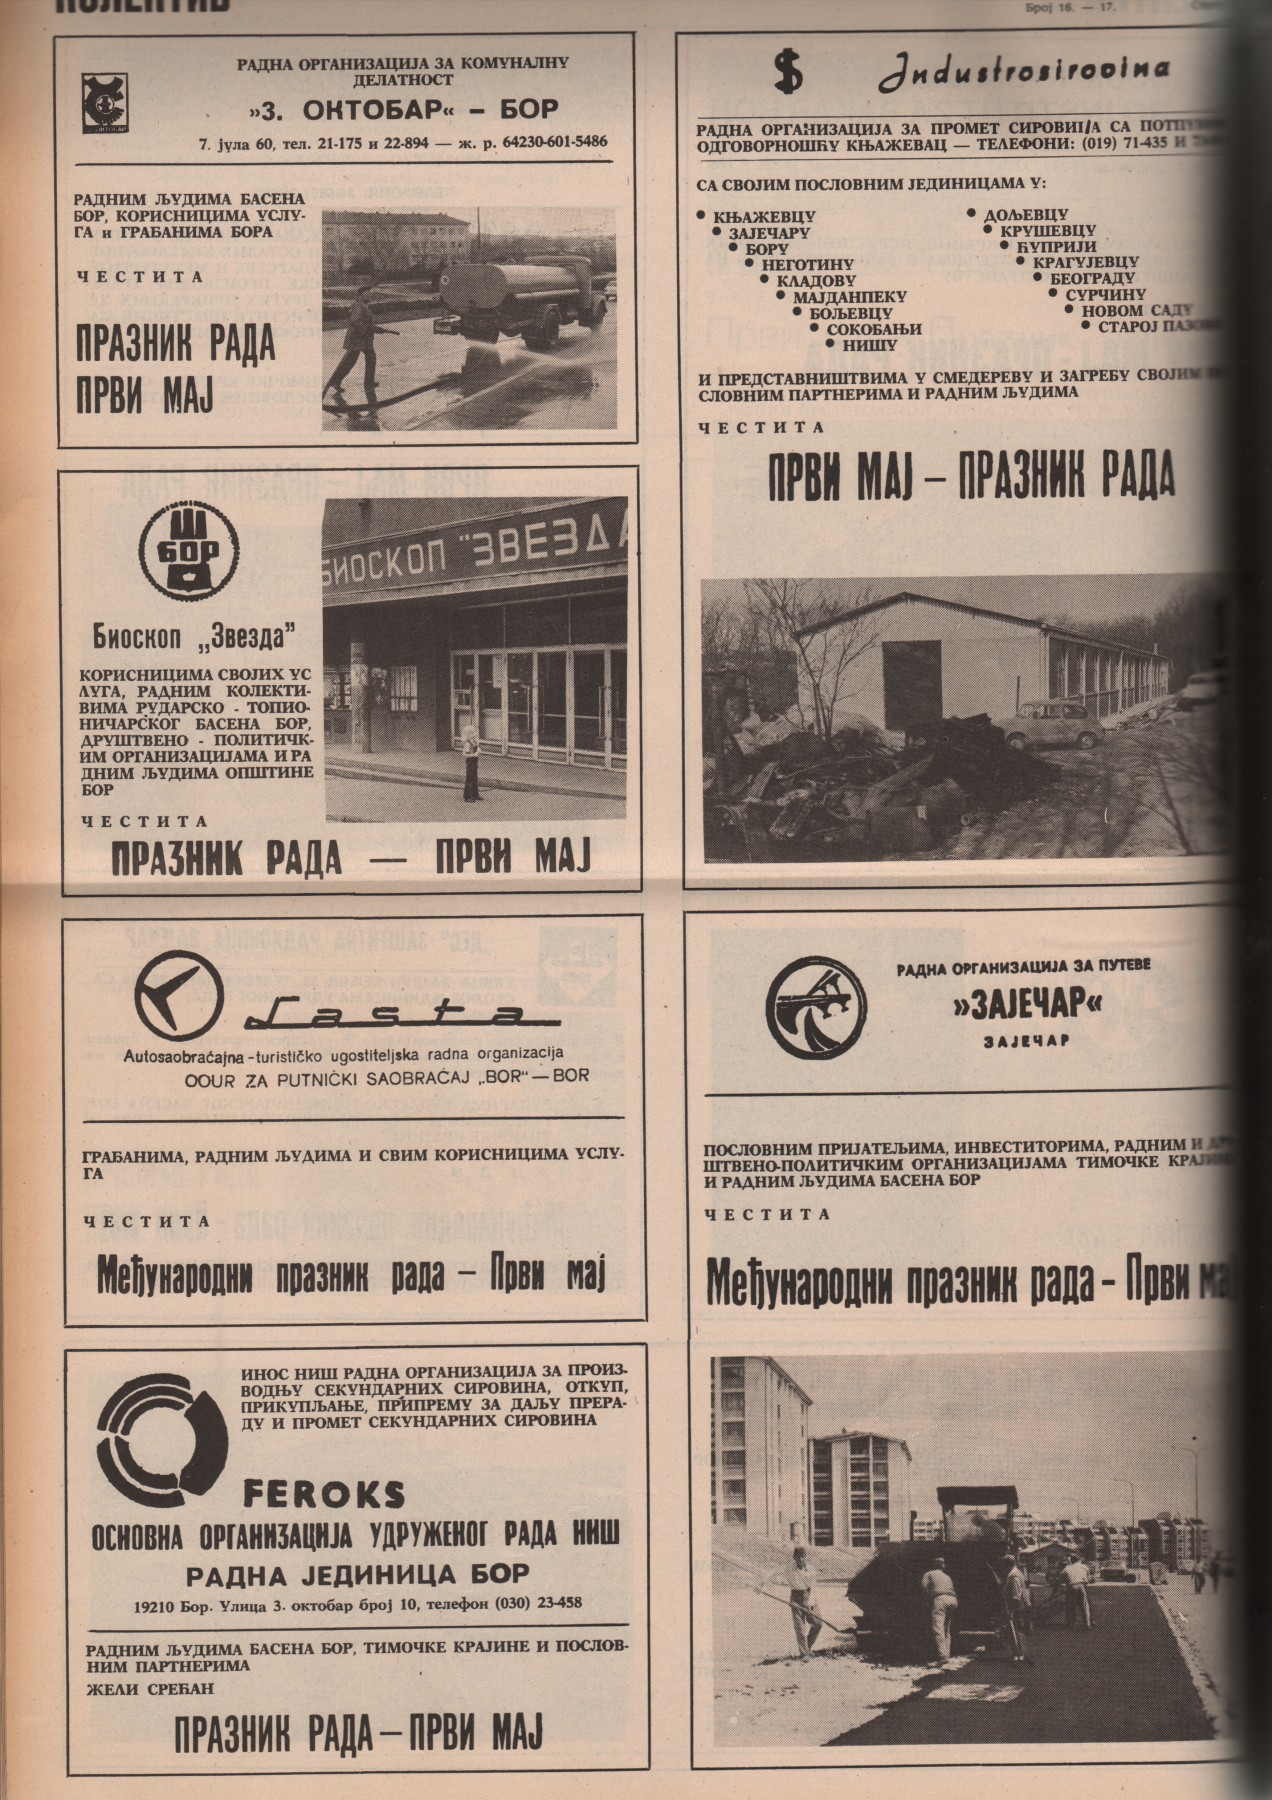 КОЛЕКТИВ
Број 16. — 17.
РАДНА ОРГАНИЗАЦИЈА ЗА КОМУНАЛНУ
ДЕЛАТНОСТ
»3. ОКТОБАР« – БОР
7. јула 60, тел. 21-175 и 22-894 — ж. р. 64230-601-5486
РАДНИМ ЉУДИМА БАСЕНА
БОР, КОРИСНИЦИМА УСЛУ-
ГА и ГРАЂАНИМА БОРА
ЧЕСТИТА
ПРАЗНИК РАДА
ПРВИ МАЈ
БОР
БИОСКОП "ЗВЕЗДА
Биоскоп „Звезда”
КОРИСНИЦИМА СВОЈИХ УС
ЛУГА, РАДНИМ КОЛЕКТИ-
ВИМА РУДАРСКО - ТОПИО-
НИЧАРСКОГ БАСЕНА БОР,
ДРУШТВЕНО - ПОЛИТИЧК-
ИМ ОРГАНИЗАЦИЈАМА И РА
ДНИМ ЉУДИМА ОПШТИНЕ
БОР
ЧЕСТИТА
ПРАЗНИК РАДА — ПРВИ МАЈ
Lasta
Autosaobraćajna-turističko ugostiteljska radna organizacija
OOUR ZA PUTNIČKI SAOBRAĆAJ „BOR“ — BOR
ГРАЂАНИМА, РАДНИМ ЉУДИМА И СВИМ КОРИСНИЦИМА УСЛУ-
ГА
ЧЕСТИТА
Међународни празник рада – Први мај
ИНОС НИШ РАДНА ОРГАНИЗАЦИЈА ЗА ПРОИЗ-
ВОДЊУ СЕКУНДАРНИХ СИРОВИНА, ОТКУП,
ПРИКУПЉАЊЕ, ПРИПРЕМУ ЗА ДАЉУ ПРЕРА-
ДУ И ПРОМЕТ СЕКУНДАРНИХ СИРОВИНА
FEROKS
ОСНОВНА ОРГАНИЗАЦИЈА УДРУЖЕНОГ РАДА НИШ
РАДНА ЈЕДИНИЦА БОР
19210 Бор. Улица 3. октобар број 10, телефон (030) 23-458
РАДНИМ ЉУДИМА БАСЕНА БОР, ТИМОЧКЕ КРАЈИНЕ И ПОСЛОВ-
НИМ ПАРТНЕРИМА
ЖЕЛИ СРЕЋАН
ПРАЗНИК РАДА – ПРВИ МАЈ
Industrosirovina
РАДНА ОРГАНИЗАЦИЈА ЗА ПРОМЕТ СИРОВИНА СА
ОДГОВОРНОШЋУ КЊАЖЕВАЦ — ТЕЛЕФОНИ: (019) 71-435 И
СА СВОЈИМ ПОСЛОВНИМ ЈЕДИНИЦАМА У:
• КЊАЖЕВЦУ
• ЗАЈЕЧАРУ
• БОРУ
• НЕГОТИНУ
• КЛАДОВУ
• МАЈДАНПЕКУ
• БОЉЕВЦУ
• СОКОБАЊИ
• НИШУ
• ДОЉЕВЦУ
• КРУШЕВЦУ
• ЋУПРИЈИ
• КРАГУЈЕВЦУ
• БЕОГРАДУ
• СУРЧИНУ
• НОВОМ САДУ
• СТАРОЈ
И ПРЕДСТАВНИШТВИМА У СМЕДЕРЕВУ И ЗАГРЕБУ СВОЈИМ
СЛОВНИМ ПАРТНЕРИМА И РАДНИМ ЉУДИМА
ЧЕСТИТА
ПРВИ МАЈ – ПРАЗНИК РАДА
РАДНА ОРГАНИЗАЦИЈА ЗА ПУТЕВЕ
»ЗАЈЕЧАР«
ЗАЈЕЧАР
ПОСЛОВНИМ ПРИЈАТЕЉИМА, ИНВЕСТИТОРИМА, РАДНИМ И
ШТВЕНО-ПОЛИТИЧКИМ ОРГАНИЗАЦИЈАМА ТИМОЧКЕ КРАЈИНЕ
И РАДНИМ ЉУДИМА БАСЕНА БОР
ЧЕСТИТА
Међународни празник рада – Први мај